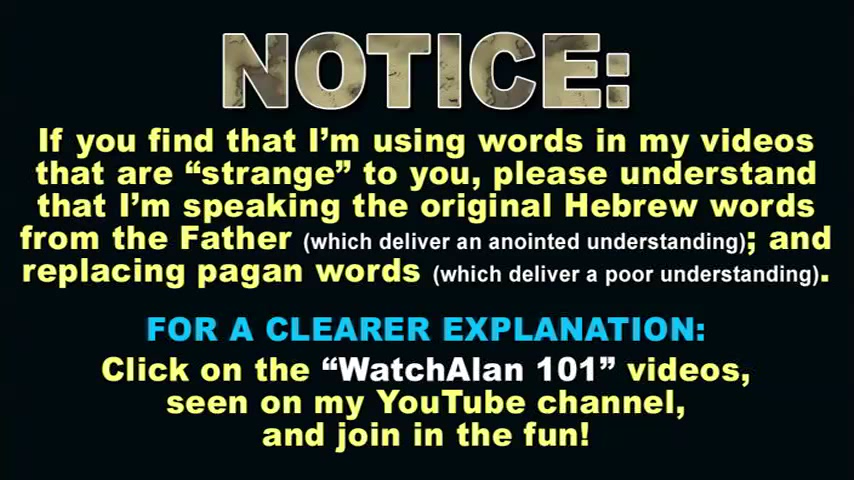 NOTICE:
If you find that I'm using words in my videos
that are “strange” to you, please understand
that I'm speaking the original Hebrew words
from the Father (which deliver an anointed understanding); and
replacing pagan words (which deliver a poor understanding).
FOR A CLEARER EXPLANATION:
Click on the “WatchAlan 101” videos,
seen on my YouTube channel,
and join in the fun!